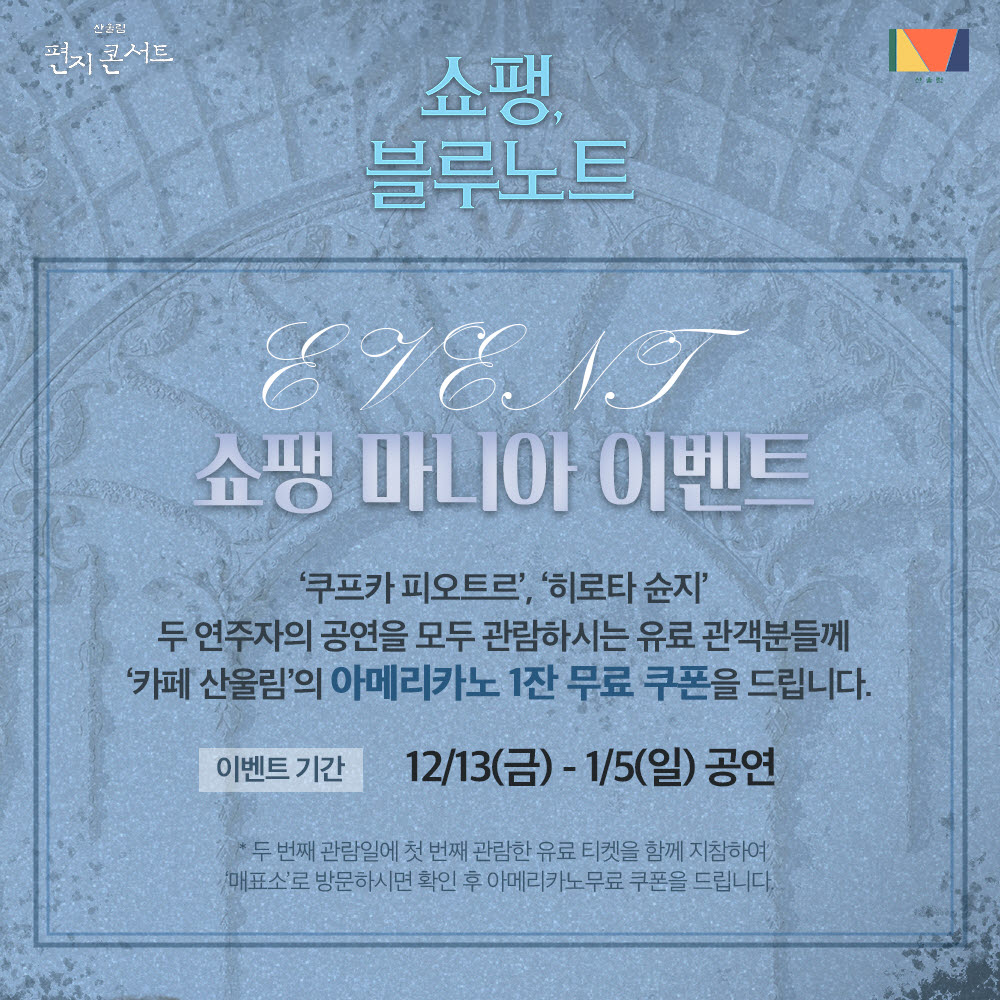 산울림
편지 콘서트
산울림
쇼팽,
블루노트
EVENT
쇼팽 마니아 이벤트
‘쿠프카 피오트르’, ‘히로타 슌지’
두 연주자의 공연을 모두 관람하시는 유료 관객분들께
‘카페 산울림’의 아메리카노 1잔 무료 쿠폰을 드립니다.
이벤트 기간 12/13(금) - 1/5(일) 공연
* 두 번째 관람일에 첫 번째 관람한 유료 티켓을 함께 지참하여
‘매표소’로 방문하시면 확인 후 아메리카노무료 쿠폰을 드립니다.